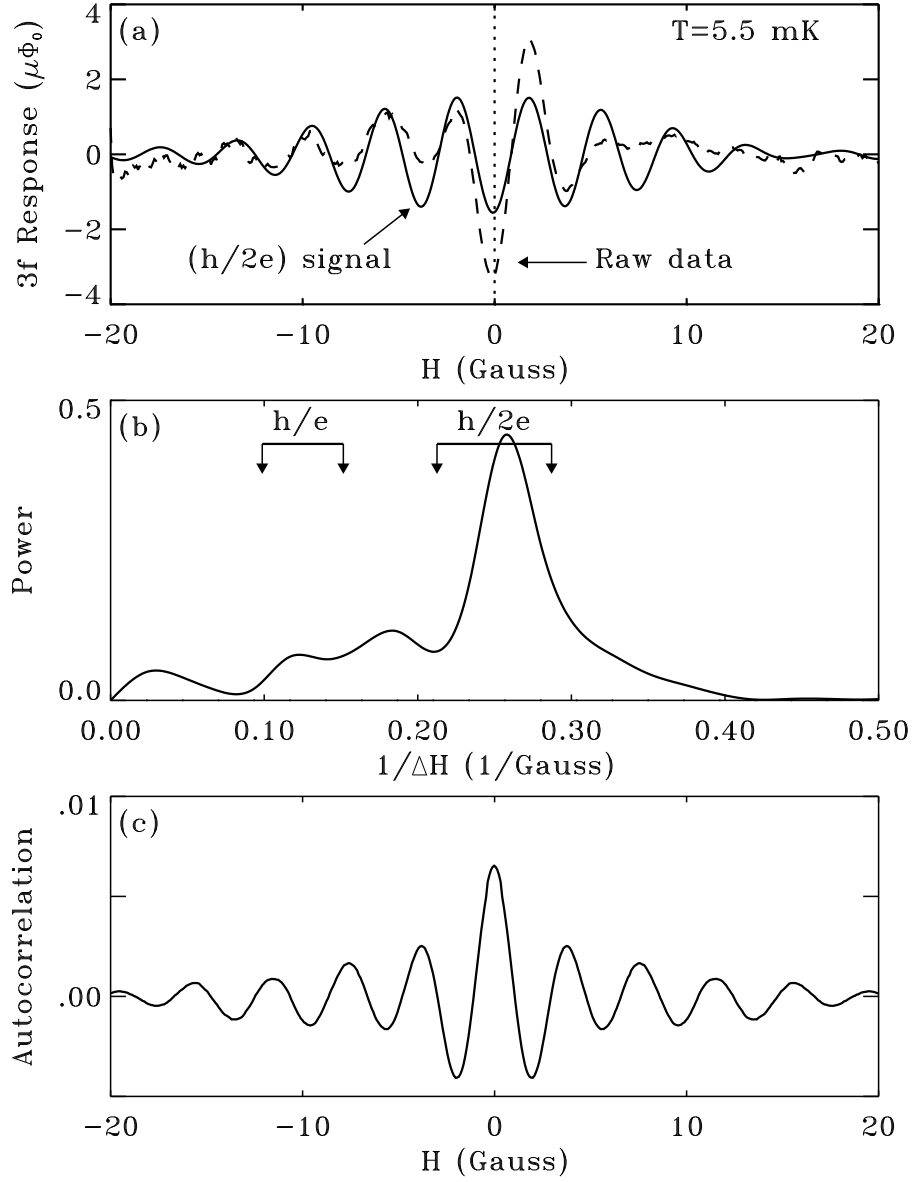 (a)
T=5.5 mK
4
2
0
−2
−4
3f Response (μΦ₀)
(h/2e) signal
Raw data
−20 −10 0 10 20
H (Gauss)
(b)
h/e
h/2e
0.5
0.0
Power
0.00 0.10 0.20 0.30 0.40 0.50
1/ΔH (1/Gauss)
(c)
.01
.00
Autocorrelation
−20 −10 0 10 20
H (Gauss)